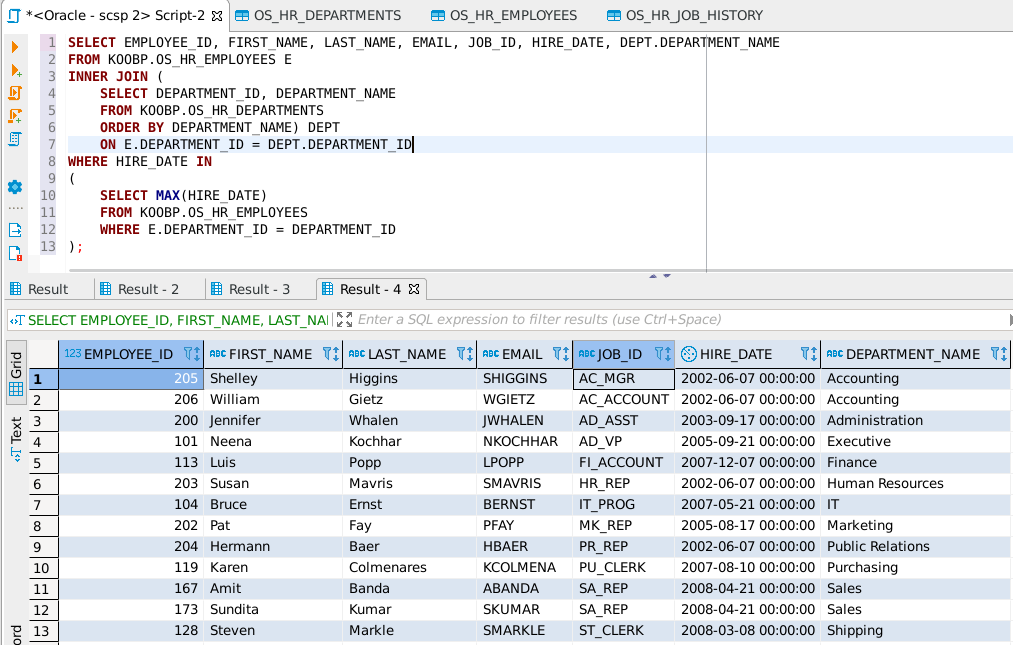 *<Oracle - scsp 2> Script-2 OS_HR_DEPARTMENTS OS_HR_EMPLOYEES OS_HR_JOB_HISTORY
1 SELECT EMPLOYEE_ID, FIRST_NAME, LAST_NAME, EMAIL, JOB_ID, HIRE_DATE, DEPT.DEPARTMENT_NAME
2 FROM KOOBP.OS_HR_EMPLOYEES E
3 INNER JOIN (
4 SELECT DEPARTMENT_ID, DEPARTMENT_NAME
5 FROM KOOBP.OS_HR_DEPARTMENTS
6 ORDER BY DEPARTMENT_NAME) DEPT
7 ON E.DEPARTMENT_ID = DEPT.DEPARTMENT_ID
8 WHERE HIRE_DATE IN
9 (
10 SELECT MAX(HIRE_DATE)
11 FROM KOOBP.OS_HR_EMPLOYEES
12 WHERE E.DEPARTMENT_ID = DEPARTMENT_ID
13 );
Result Result - 2 Result - 3 Result - 4
SELECT EMPLOYEE_ID, FIRST_NAME, LAST_NAI Enter a SQL expression to filter results (use Ctrl+Space)
Grid
Text
ord
123 EMPLOYEE_ID ABC FIRST_NAME ABC LAST_NAME ABC EMAIL ABC JOB_ID HIRE_DATE ABC DEPARTMENT_NAME
1 205 Shelley Higgins SHIGGINS AC_MGR 2002-06-07 00:00:00 Accounting
2 206 William Gietz WGIETZ AC_ACCOUNT 2002-06-07 00:00:00 Accounting
3 200 Jennifer Whalen JWHALEN AD_ASST 2003-09-17 00:00:00 Administration
4 101 Neena Kochhar NKOCHHAR AD_VP 2005-09-21 00:00:00 Executive
5 113 Luis Popp LPOPP FI_ACCOUNT 2007-12-07 00:00:00 Finance
6 203 Susan Mavris SMAVRIS HR_REP 2002-06-07 00:00:00 Human Resources
7 104 Bruce Ernst BERNST IT_PROG 2007-05-21 00:00:00 IT
8 202 Pat Fay PFAY MK_REP 2005-08-17 00:00:00 Marketing
9 204 Hermann Baer HBAER PR_REP 2002-06-07 00:00:00 Public Relations
10 119 Karen Colmenares KCOLMENA PU_CLERK 2007-08-10 00:00:00 Purchasing
11 167 Amit Banda ABANDA SA_REP 2008-04-21 00:00:00 Sales
12 173 Sundita Kumar SKUMAR SA_REP 2008-04-21 00:00:00 Sales
13 128 Steven Markle SMARKLE ST_CLERK 2008-03-08 00:00:00 Shipping